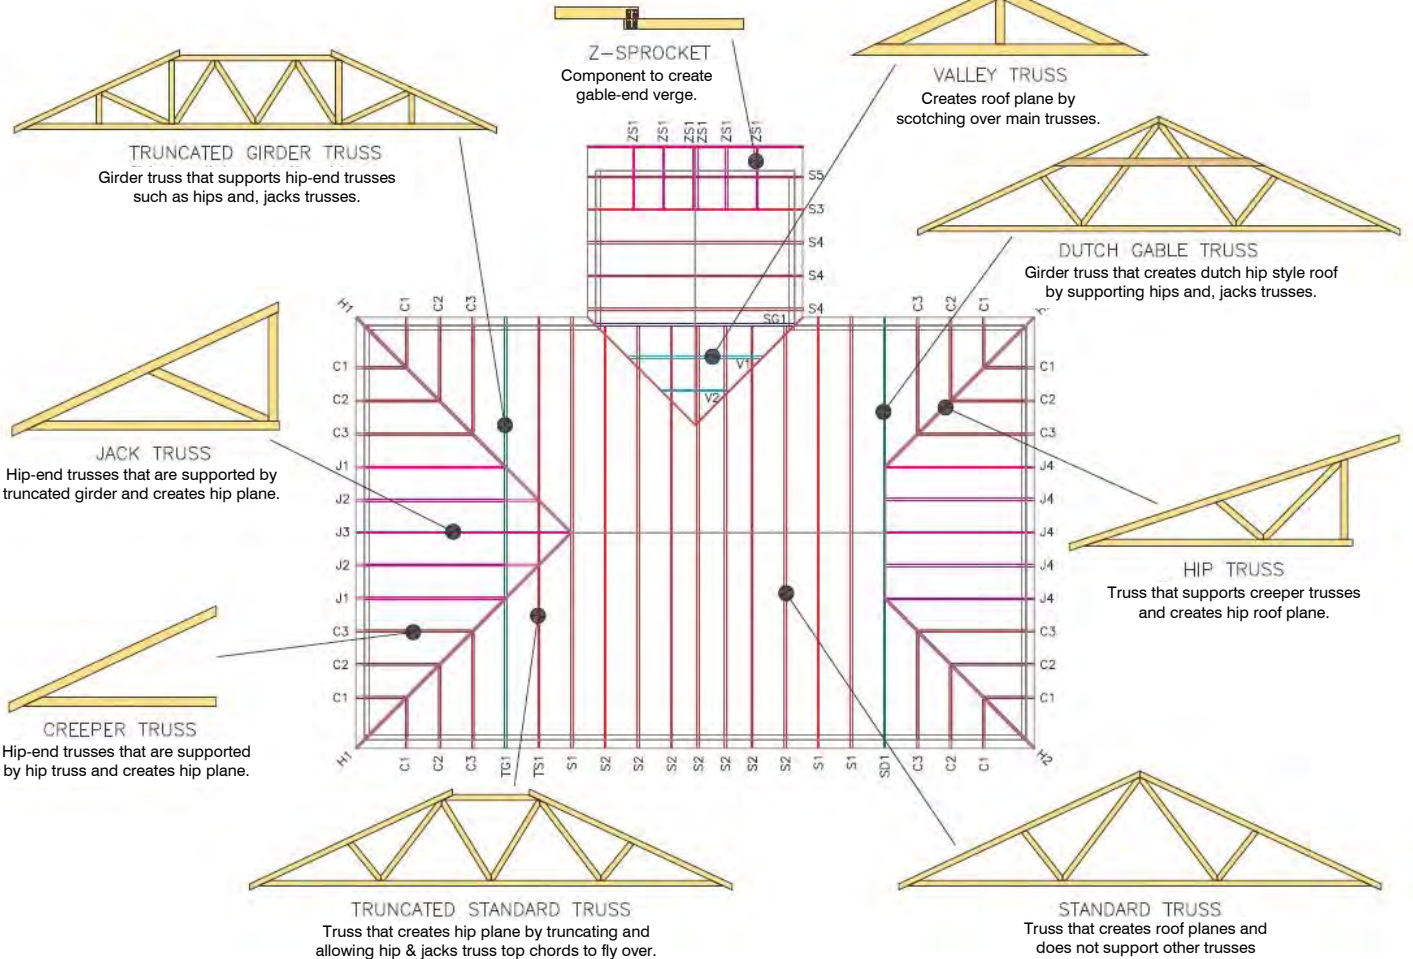 Z-SPROCKET
Component to create
gable-end verge.
VALLEY TRUSS
Creates roof plane by
scotching over main trusses.
TRUNCATED GIRDER TRUSS
Girder truss that supports hip-end trusses
such as hips and, jacks trusses.
DUTCH GABLE TRUSS
Girder truss that creates dutch hip style roof
by supporting hips and, jacks trusses.
ZS1 ZS1 ZS1 ZS1 ZS1 ZS1
S5
S3
S4
S4
S4
SG1
V1
V2
H1 C1 C2 C3
C3 C2 C1
C1
C2
C3
J1
J2
J3
J2
J1
C3
C2
C1
C1
C2
C3
J4
J4
J4
J4
J4
C3
C2
C1
H1 C1 C2 C3 TG1 TS1 S1 S2 S2 S2 S2 S2 S2 S2 S1 S1 SD1 C3 C2 C1 H2
JACK TRUSS
Hip-end trusses that are supported by
truncated girder and creates hip plane.
HIP TRUSS
Truss that supports creeper trusses
and creates hip roof plane.
CREEPER TRUSS
Hip-end trusses that are supported
by hip truss and creates hip plane.
TRUNCATED STANDARD TRUSS
Truss that creates hip plane by truncating and
allowing hip & jacks truss top chords to fly over.
STANDARD TRUSS
Truss that creates roof planes and
does not support other trusses